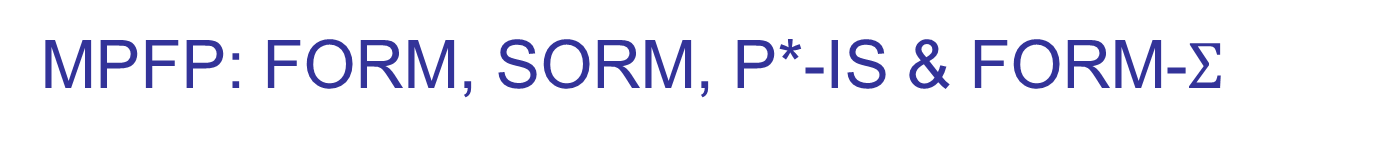 MPFP: FORM, SORM, P*-IS & FORM-Σ